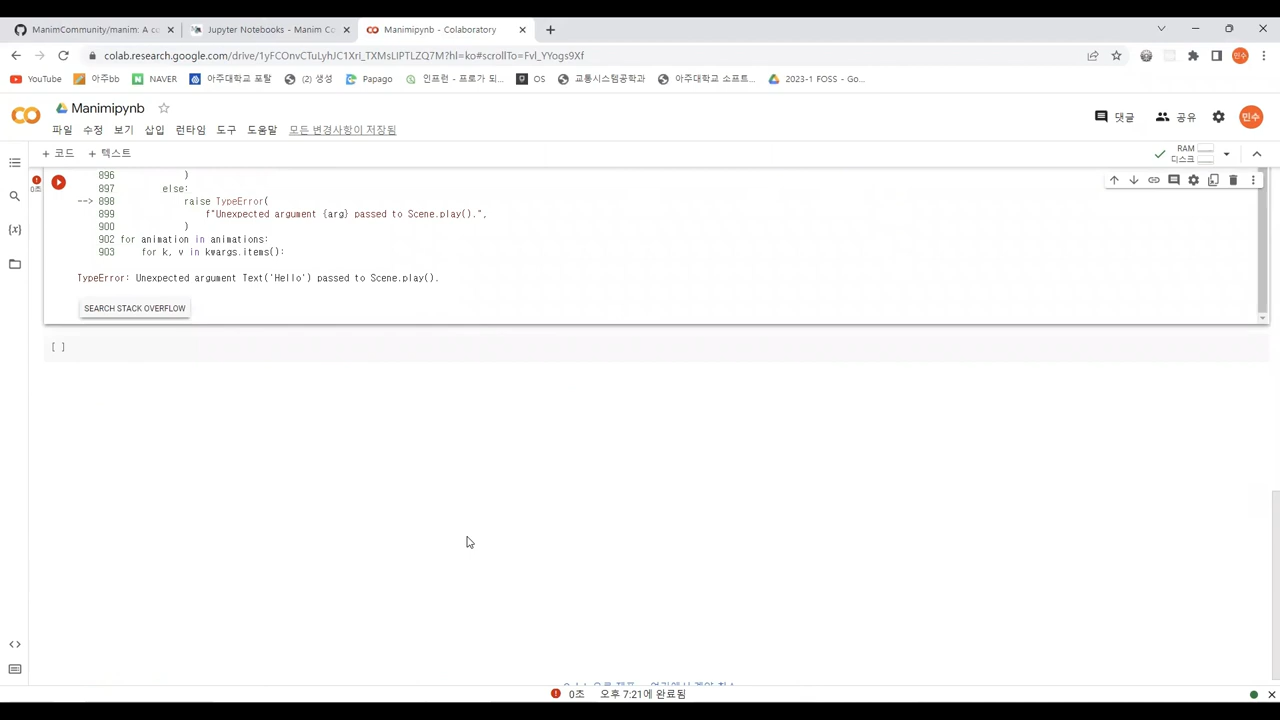 ManimCommunity/manim: A co
Jupyter Notebooks - Manim Co
Manimipynb - Colaboratory
colab.research.google.com/drive/1yFCOnvCTuLyhJC1XrJ_TXMsLlPTLZQ7M?hl=ko#scrollTo=Fvl_YYogs9Xf
민수
YouTube
아주bb
NAVER
아주대학교 포탈
(2) 생성
Papago
인프런 - 프로가 되...
OS
교통시스템공학과
아주대학교 소프트...
2023-1 FOSS - Go...
Manimipynb
파일 수정 보기 삽입 런타임 도구 도움말 모든 변경사항이 저장됨
댓글
공유
민수
+ 코드 + 텍스트
RAM
디스크
0초
896 )
897 else:
--> 898 raise TypeError(
899 f"Unexpected argument {arg} passed to Scene.play().",
900 )
902 for animation in animations:
903 for k, v in kwargs.items():
TypeError: Unexpected argument Text('Hello') passed to Scene.play().
SEARCH STACK OVERFLOW
[ ]
0초 오후 7:21에 완료됨